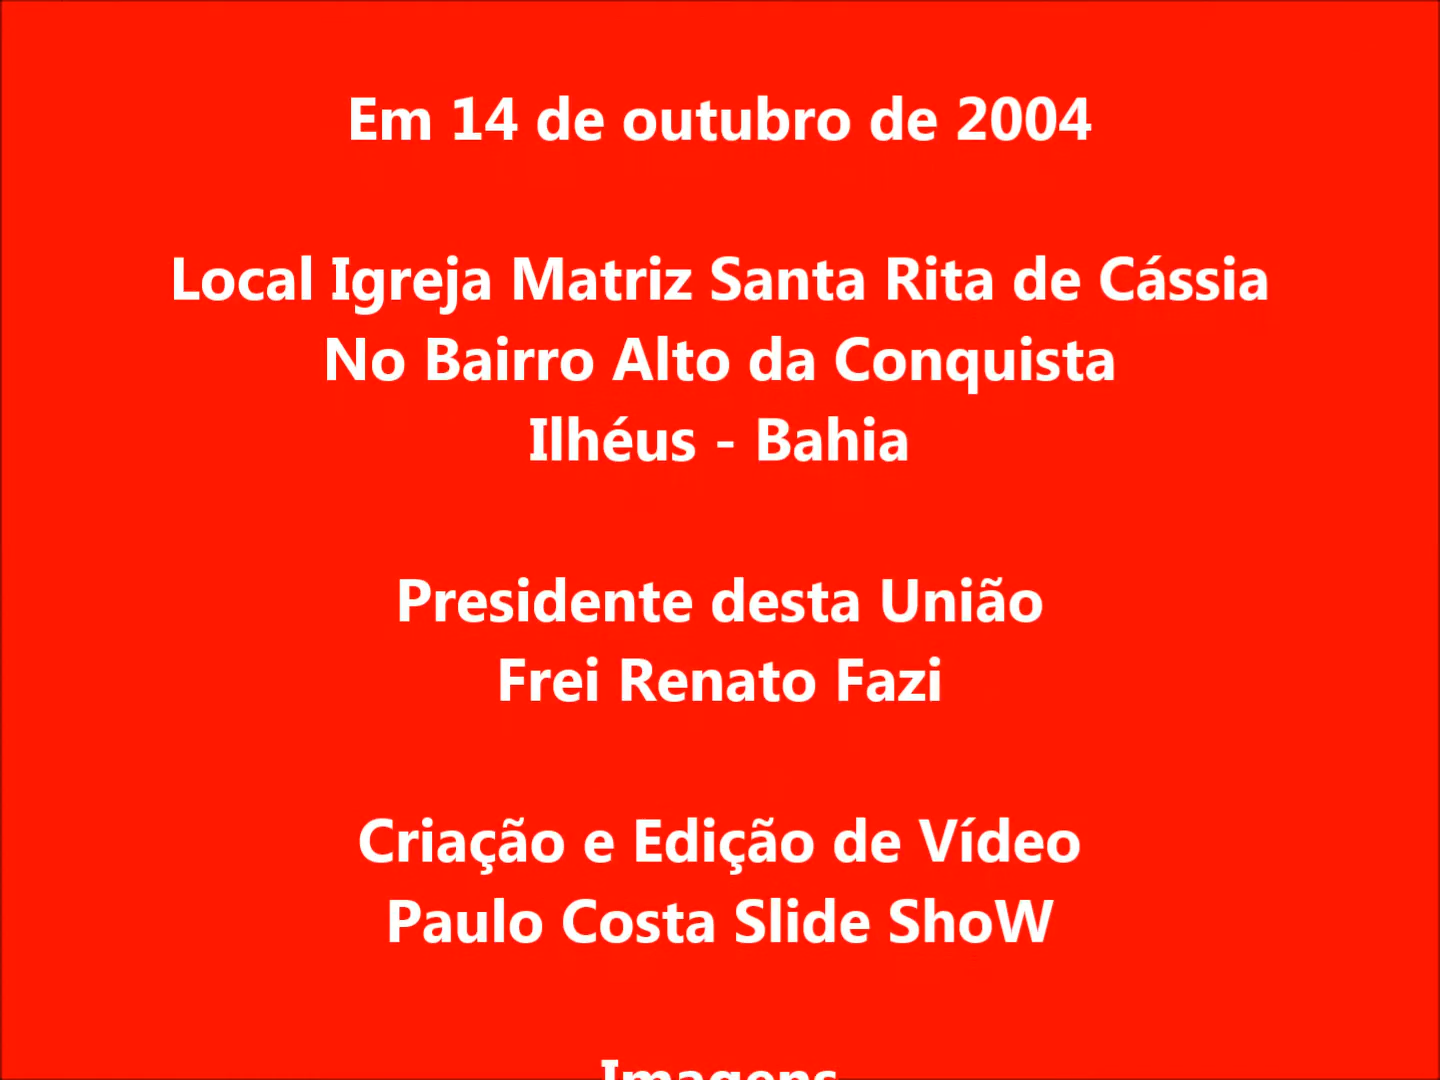 Em 14 de outubro de 2004
Local Igreja Matriz Santa Rita de Cássia
No Bairro Alto da Conquista
Ilhéus - Bahia
Presidente desta União
Frei Renato Fazi
Criação e Edição de Vídeo
Paulo Costa Slide ShoW
Imagens